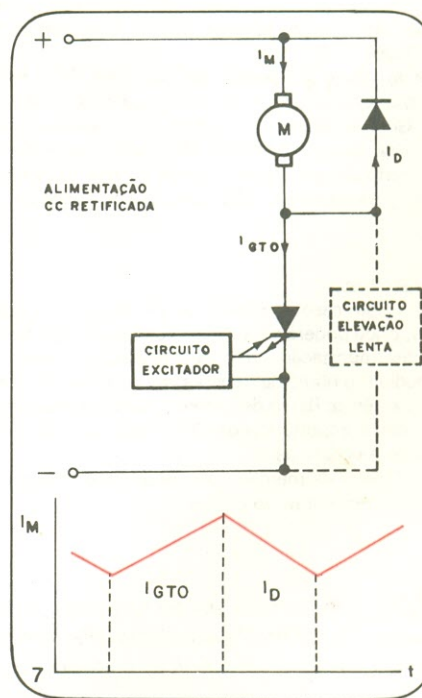 +
I_M
M
I_D
ALIMENTAÇÃO
CC RETIFICADA
I_GTO
CIRCUITO
ELEVAÇÃO
LENTA
CIRCUITO
EXCITADOR
—
I_M
I_GTO
I_D
7
t